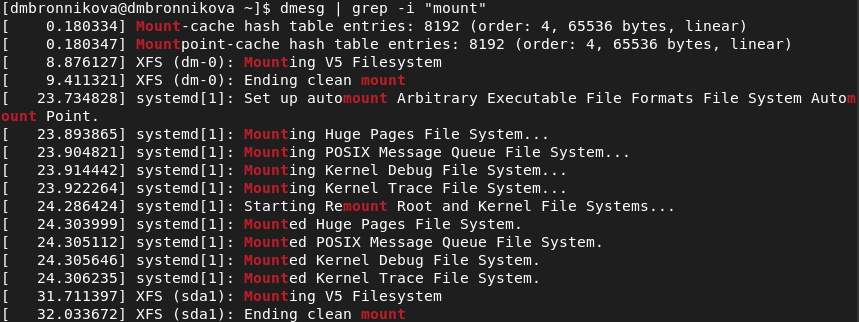 [dmbronnikova@dmbronnikova ~]$ dmesg | grep -i "mount"
[    0.180334] Mount-cache hash table entries: 8192 (order: 4, 65536 bytes, linear)
[    0.180347] Mountpoint-cache hash table entries: 8192 (order: 4, 65536 bytes, linear)
[    8.876127] XFS (dm-0): Mounting V5 Filesystem
[    9.411321] XFS (dm-0): Ending clean mount
[   23.734828] systemd[1]: Set up automount Arbitrary Executable File Formats File System Autom
ount Point.
[   23.893865] systemd[1]: Mounting Huge Pages File System...
[   23.904821] systemd[1]: Mounting POSIX Message Queue File System...
[   23.914442] systemd[1]: Mounting Kernel Debug File System...
[   23.922264] systemd[1]: Mounting Kernel Trace File System...
[   24.286424] systemd[1]: Starting Remount Root and Kernel File Systems...
[   24.303999] systemd[1]: Mounted Huge Pages File System.
[   24.305112] systemd[1]: Mounted POSIX Message Queue File System.
[   24.305646] systemd[1]: Mounted Kernel Debug File System.
[   24.306235] systemd[1]: Mounted Kernel Trace File System.
[   31.711397] XFS (sda1): Mounting V5 Filesystem
[   32.033672] XFS (sda1): Ending clean mount